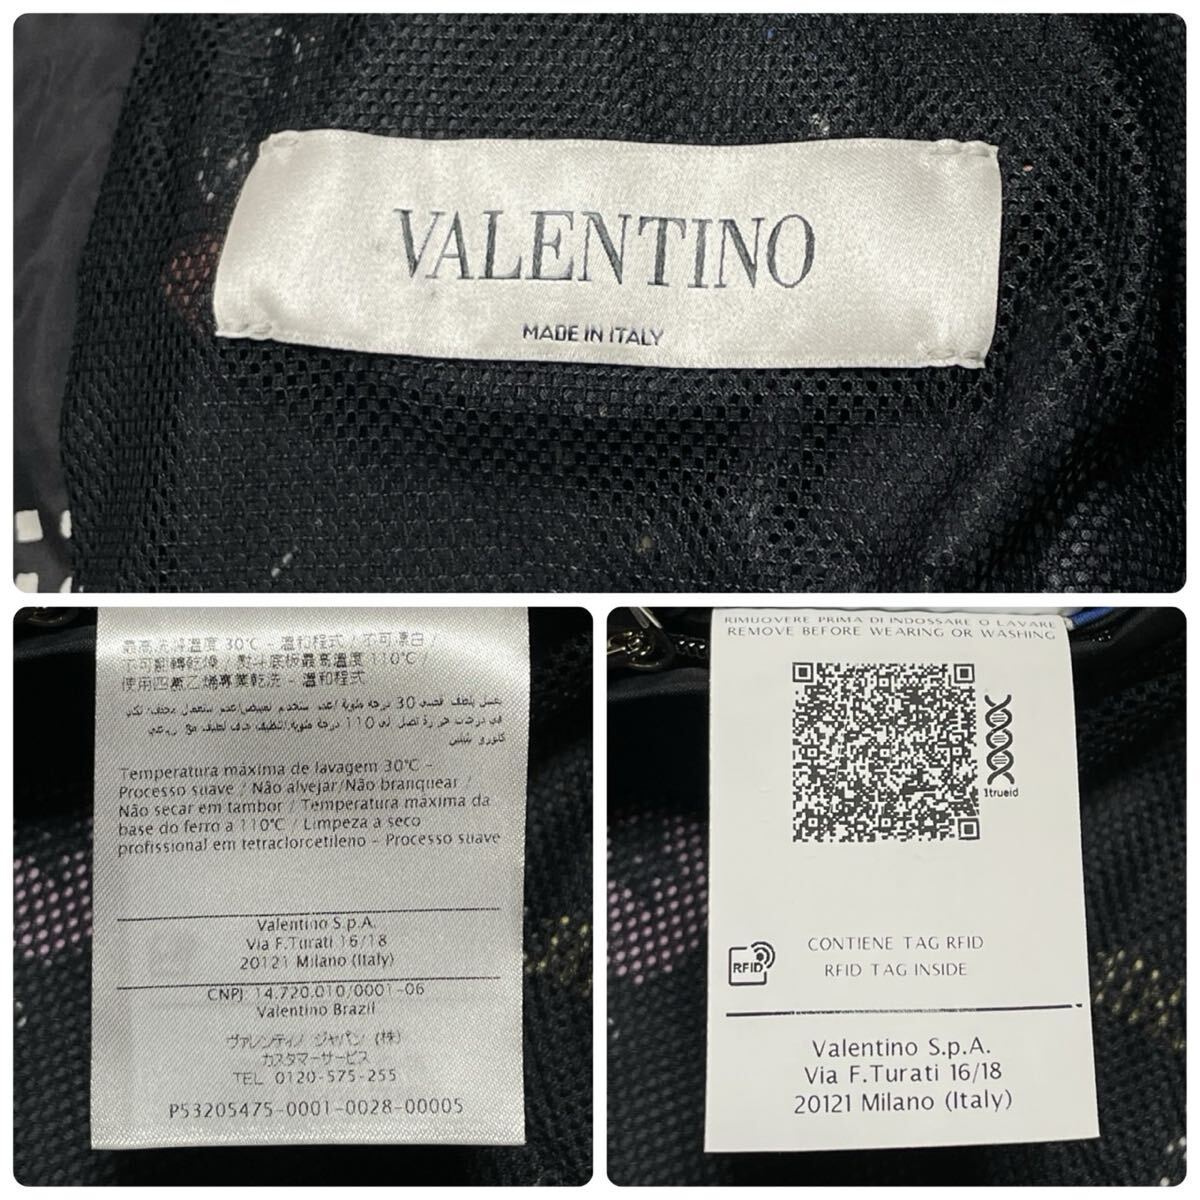 VALENTINO
MADE IN ITALY
最高洗滌溫度 30℃ - 溫和程式 / 不可漂白 /
不可翻轉乾燥 / 熨斗底板最高溫度 110℃ /
使用四氯乙烯專業乾洗 - 溫和程式
Temperatura máxima de lavagem 30℃ -
Processo suave / Não alvejar/Não branquear /
Não secar em tambor / Temperatura máxima da
base do ferro a 110℃ / Limpeza a seco
profissional em tetracloroetileno - Processo suave
Valentino S.p.A.
Via F.Turati 16/18
20121 Milano (Italy)
CNPJ 14.720.010/0001-06
Valentino Brazil
ヴァレンティノ ジャパン (株)
カスタマーサービス
TEL 0120-575-255
P53205475-0001-0028-00005
RIMUOVERE PRIMA DI INDOSSARE O LAVARE
REMOVE BEFORE WEARING OR WASHING
1trueid
RFID
CONTIENE TAG RFID
RFID TAG INSIDE
Valentino S.p.A.
Via F.Turati 16/18
20121 Milano (Italy)